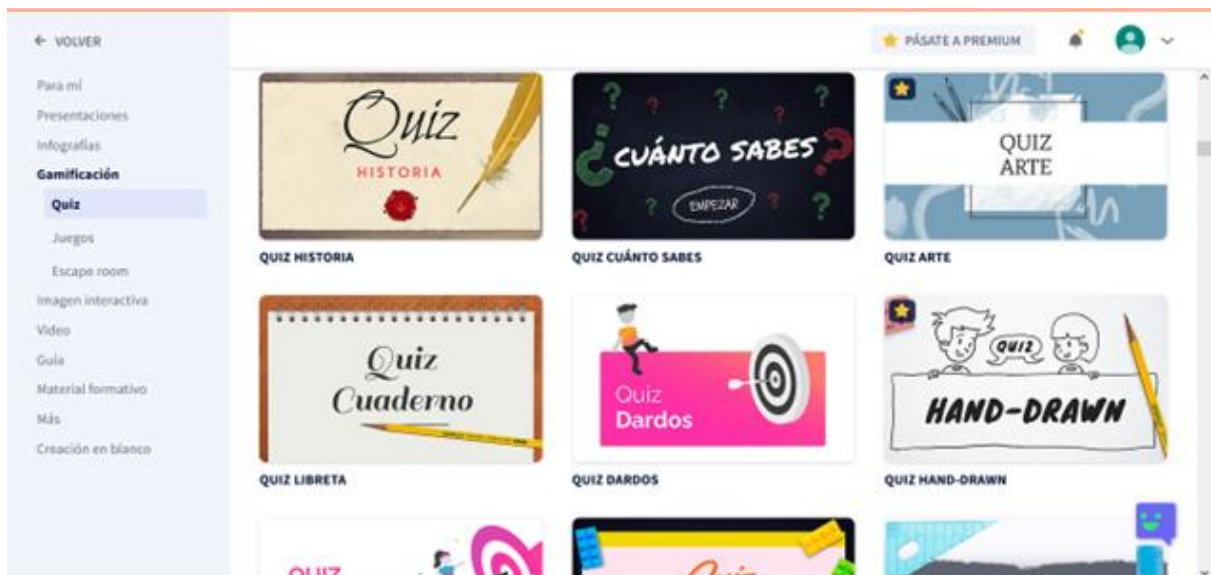 ← VOLVER
PÁSATE A PREMIUM
Para mí
Presentaciones
Infografías
Gamificación
Quiz
Juegos
Escape room
Imagen interactiva
Video
Guía
Material formativo
Más
Creación en blanco
Quiz
HISTORIA
QUIZ HISTORIA
CUÁNTO SABES
EMPEZAR
QUIZ CUÁNTO SABES
QUIZ
ARTE
QUIZ ARTE
Quiz
Cuaderno
QUIZ LIBRETA
Quiz
Dardos
QUIZ DARDOS
QUIZ
HAND-DRAWN
QUIZ HAND-DRAWN
QUIZ
Quiz